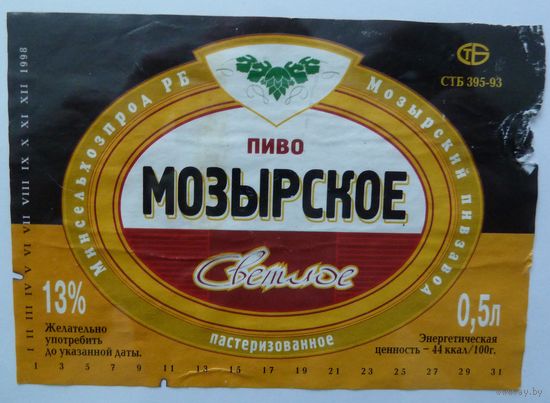 Минсельхозпрод РБ
Мозырский пивзавод
СТБ
СТБ 395-93
ПИВО
МОЗЫРСКОЕ
Светлое
пастеризованное
13%
Желательно
употребить
до указанной даты.
0,5л
Энергетическая
ценность – 44 ккал/100г.
I II III IV V VI VII VIII IX X XI XII 1998
1 3 5 7 9 11 13 15 17 19 21 23 25 27 29 31